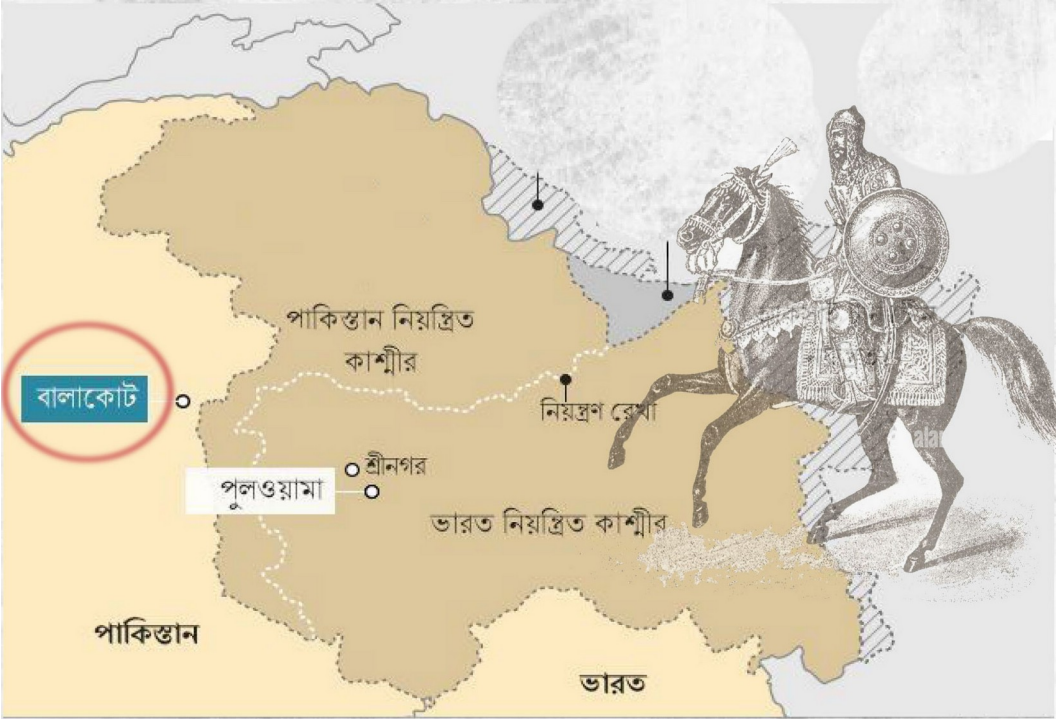 পাকিস্তান নিয়ন্ত্রিত
কাশ্মীর
বালাকোট
নিয়ন্ত্রণ রেখা
শ্রীনগর
পুলওয়ামা
ভারত নিয়ন্ত্রিত কাশ্মীর
পাকিস্তান
ভারত